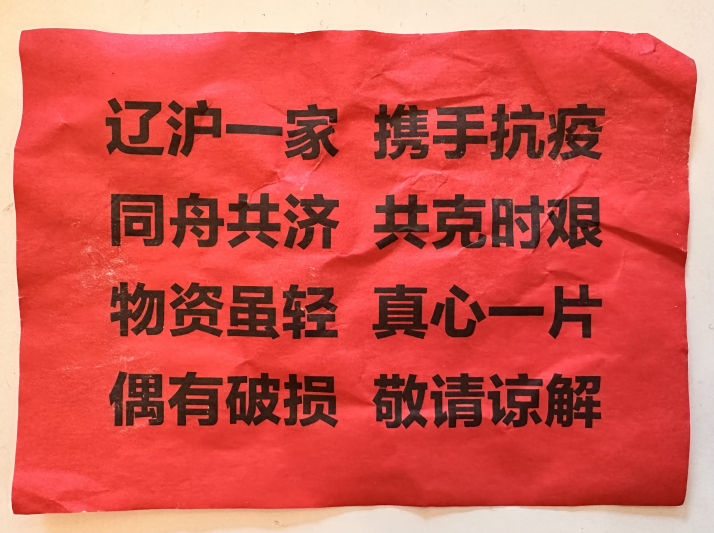 辽沪一家 携手抗疫
同舟共济 共克时艰
物资虽轻 真心一片
偶有破损 敬请谅解